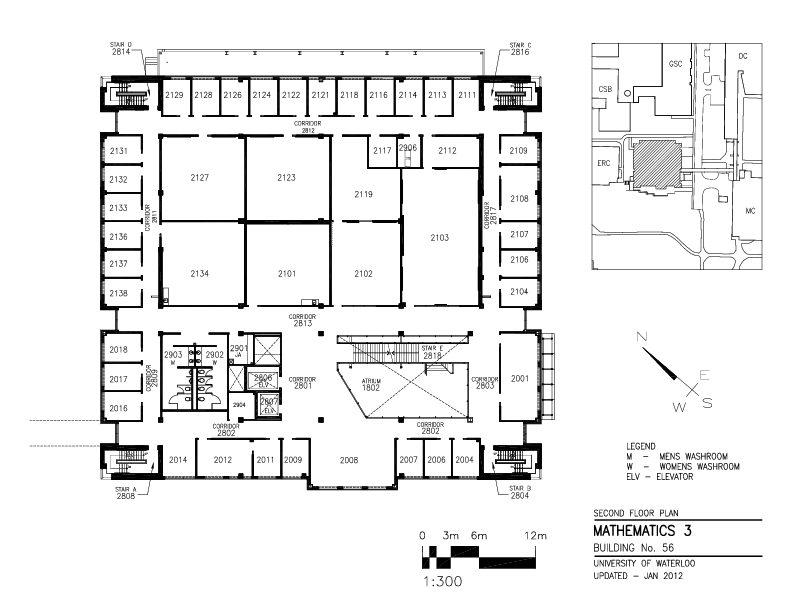 STAIR D
2814
STAIR C
2816
2129
2128
2126
2124
2122
2121
2118
2116
2114
2113
2111
CORRIDOR
2812
2131
2132
2133
2136
2137
2138
CORRIDOR
2811
2127
2123
2119
2117
2906
2112
2103
2134
2101
2102
CORRIDOR
2817
2109
2108
2107
2106
2104
CORRIDOR
2813
2018
2017
2016
CORRIDOR
2809
2903
W
2902
W
2901
JA
2806
ELV
2807
ELV
2904
CORRIDOR
2801
STAIR E
2818
ATRIUM
1802
CORRIDOR
2803
2001
CORRIDOR
2802
CORRIDOR
2802
2014
2012
2011
2009
2008
2007
2006
2004
STAIR A
2808
STAIR B
2804
GSC
DC
CSB
ERC
MC
N
E
W
S
LEGEND
M – MENS WASHROOM
W – WOMENS WASHROOM
ELV – ELEVATOR
SECOND FLOOR PLAN
MATHEMATICS 3
BUILDING No. 56
UNIVERSITY OF WATERLOO
UPDATED – JAN 2012
0 3m 6m 12m
1:300